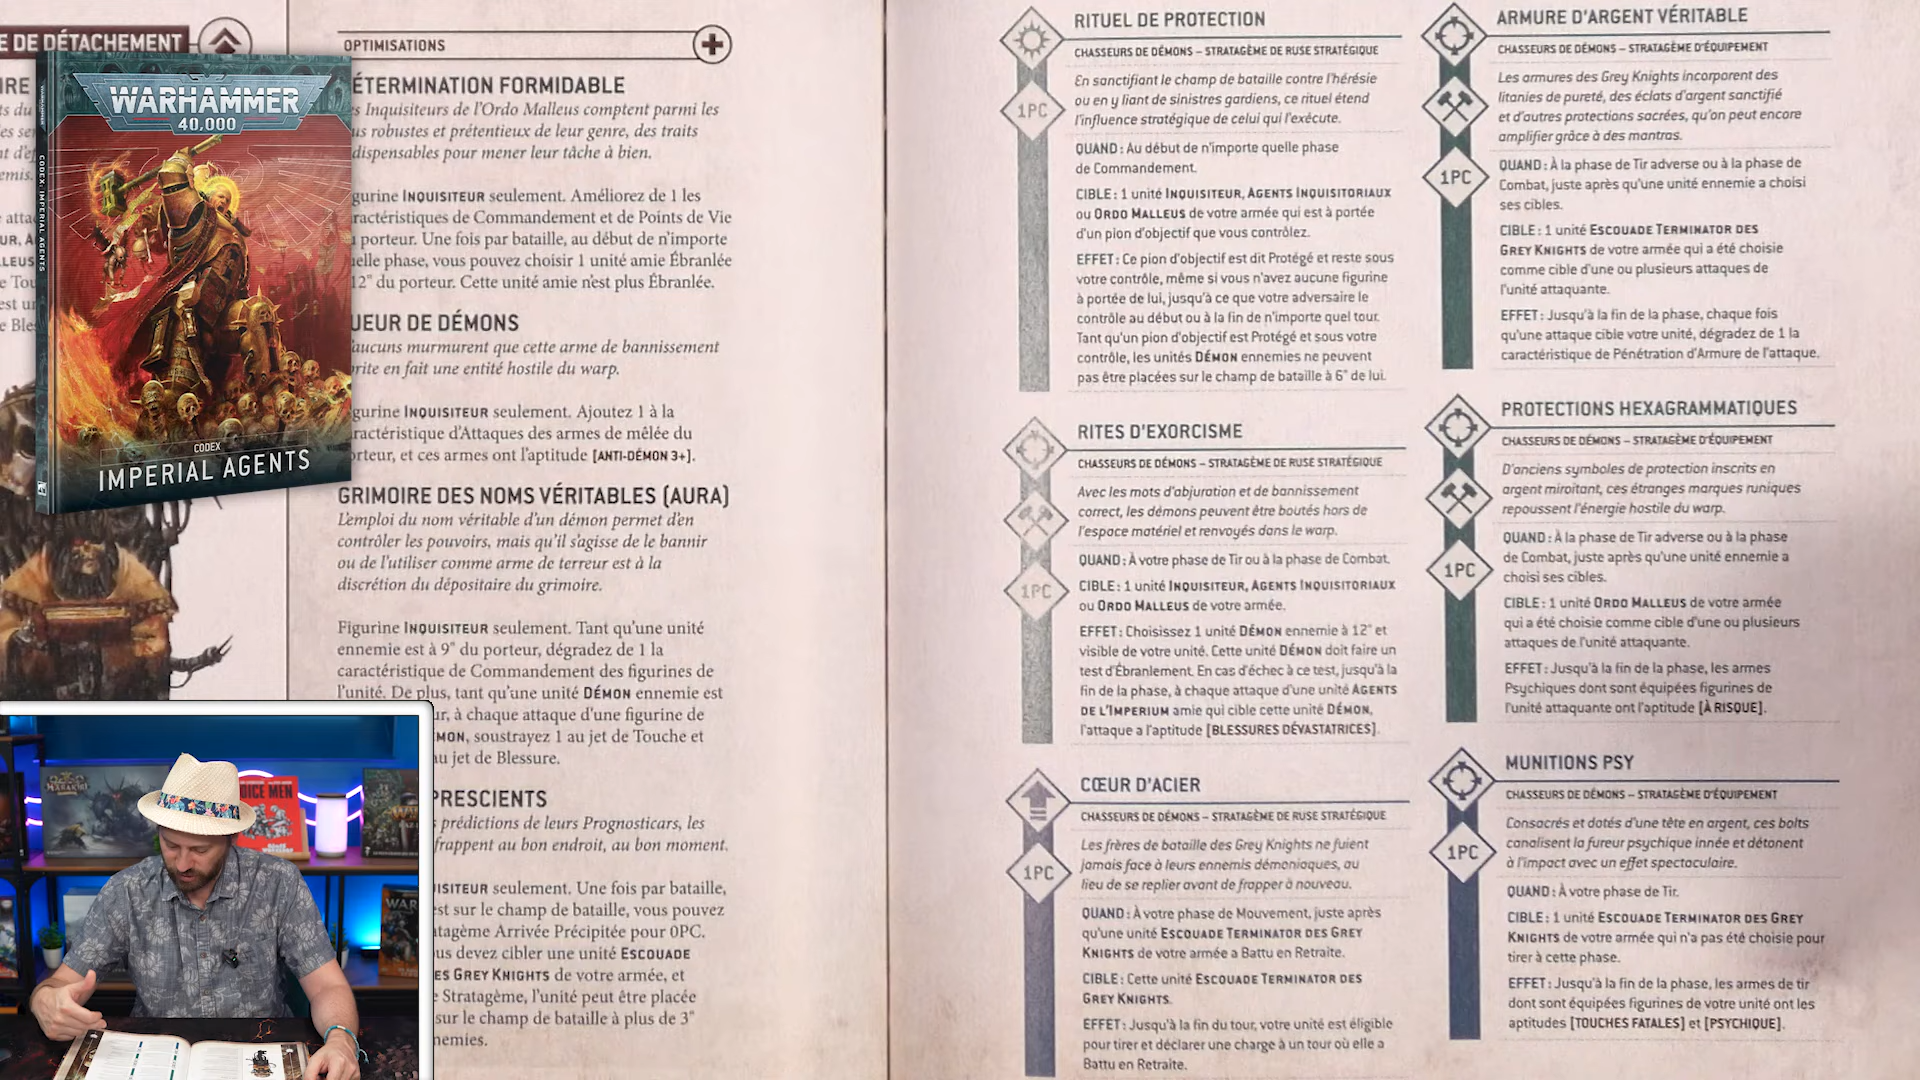 E DE DÉTACHEMENT
WARHAMMER
40,000
CODEX: IMPERIAL AGENTS
CODEX
IMPERIAL AGENTS
OPTIMISATIONS
ÉTERMINATION FORMIDABLE
s Inquisiteurs de l'Ordo Malleus comptent parmi les
us robustes et prétentieux de leur genre, des traits
dispensables pour mener leur tâche à bien.
gurine INQUISITEUR seulement. Améliorez de 1 les
ractéristiques de Commandement et de Points de Vie
porteur. Une fois par bataille, au début de n'importe
elle phase, vous pouvez choisir 1 unité amie Ébranlée
12" du porteur. Cette unité amie n'est plus Ébranlée.
UEUR DE DÉMONS
aucuns murmurent que cette arme de bannissement
rite en fait une entité hostile du warp.
gurine INQUISITEUR seulement. Ajoutez 1 à la
ractéristique d'Attaques des armes de mêlée du
orteur, et ces armes ont l'aptitude [ANTI-DÉMON 3+].
GRIMOIRE DES NOMS VÉRITABLES (AURA)
L'emploi du nom véritable d'un démon permet d'en
contrôler les pouvoirs, mais qu'il s'agisse de le bannir
ou de l'utiliser comme arme de terreur est à la
discrétion du dépositaire du grimoire.
Figurine INQUISITEUR seulement. Tant qu'une unité
ennemie est à 9" du porteur, dégradez de 1 la
caractéristique de Commandement des figurines de
l'unité. De plus, tant qu'une unité DÉMON ennemie est
ur, à chaque attaque d'une figurine de
MON, soustrayez 1 au jet de Touche et
au jet de Blessure.
PRESCIENTS
prédictions de leurs Prognosticars, les
frappent au bon endroit, au bon moment.
ISITEUR seulement. Une fois par bataille,
st sur le champ de bataille, vous pouvez
atagème Arrivée Précipitée pour 0PC.
us devez cibler une unité ESCOUADE
ES GREY KNIGHTS de votre armée, et
Stratagème, l'unité peut être placée
sur le champ de bataille à plus de 3"
nemies.
RITUEL DE PROTECTION
CHASSEURS DE DÉMONS – STRATAGÈME DE RUSE STRATÉGIQUE
1PC
En sanctifiant le champ de bataille contre l'hérésie
ou en y liant de sinistres gardiens, ce rituel étend
l'influence stratégique de celui qui l'exécute.
QUAND : Au début de n'importe quelle phase
de Commandement.
CIBLE : 1 unité INQUISITEUR, AGENTS INQUISITORIAUX
ou ORDO MALLEUS de votre armée qui est à portée
d'un pion d'objectif que vous contrôlez.
EFFET : Ce pion d'objectif est dit Protégé et reste sous
votre contrôle, même si vous n'avez aucune figurine
à portée de lui, jusqu'à ce que votre adversaire le
contrôle au début ou à la fin de n'importe quel tour.
Tant qu'un pion d'objectif est Protégé et sous votre
contrôle, les unités DÉMON ennemies ne peuvent
pas être placées sur le champ de bataille à 6" de lui.
RITES D'EXORCISME
CHASSEURS DE DÉMONS – STRATAGÈME DE RUSE STRATÉGIQUE
1PC
Avec les mots d'abjuration et de bannissement
correct, les démons peuvent être boutés hors de
l'espace matériel et renvoyés dans le warp.
QUAND : À votre phase de Tir ou à la phase de Combat.
CIBLE : 1 unité INQUISITEUR, AGENTS INQUISITORIAUX
ou ORDO MALLEUS de votre armée.
EFFET : Choisissez 1 unité DÉMON ennemie à 12" et
visible de votre unité. Cette unité DÉMON doit faire un
test d'Ébranlement. En cas d'échec à ce test, jusqu'à la
fin de la phase, à chaque attaque d'une unité AGENTS
DE L'IMPERIUM amie qui cible cette unité DÉMON,
l'attaque a l'aptitude [BLESSURES DÉVASTATRICES].
CŒUR D'ACIER
CHASSEURS DE DÉMONS – STRATAGÈME DE RUSE STRATÉGIQUE
1PC
Les frères de bataille des Grey Knights ne fuient
jamais face à leurs ennemis démoniaques, au
lieu de se replier avant de frapper à nouveau.
QUAND : À votre phase de Mouvement, juste après
qu'une unité ESCOUADE TERMINATOR DES GREY
KNIGHTS de votre armée a Battu en Retraite.
CIBLE : Cette unité ESCOUADE TERMINATOR DES
GREY KNIGHTS.
EFFET : Jusqu'à la fin du tour, votre unité est éligible
pour tirer et déclarer une charge à un tour où elle a
Battu en Retraite.
ARMURE D'ARGENT VÉRITABLE
CHASSEURS DE DÉMONS – STRATAGÈME D'ÉQUIPEMENT
1PC
Les armures des Grey Knights incorporent des
litanies de pureté, des éclats d'argent sanctifié
et d'autres protections sacrées, qu'on peut encore
amplifier grâce à des mantras.
QUAND : À la phase de Tir adverse ou à la phase de
Combat, juste après qu'une unité ennemie a choisi
ses cibles.
CIBLE : 1 unité ESCOUADE TERMINATOR DES
GREY KNIGHTS de votre armée qui a été choisie
comme cible d'une ou plusieurs attaques de
l'unité attaquante.
EFFET : Jusqu'à la fin de la phase, chaque fois
qu'une attaque cible votre unité, dégradez de 1 la
caractéristique de Pénétration d'Armure de l'attaque.
PROTECTIONS HEXAGRAMMATIQUES
CHASSEURS DE DÉMONS – STRATAGÈME D'ÉQUIPEMENT
1PC
D'anciens symboles de protection inscrits en
argent miroitant, ces étranges marques runiques
repoussent l'énergie hostile du warp.
QUAND : À la phase de Tir adverse ou à la phase
de Combat, juste après qu'une unité ennemie a
choisi ses cibles.
CIBLE : 1 unité ORDO MALLEUS de votre armée
qui a été choisie comme cible d'une ou plusieurs
attaques de l'unité attaquante.
EFFET : Jusqu'à la fin de la phase, les armes
Psychiques dont sont équipées figurines de
l'unité attaquante ont l'aptitude [À RISQUE].
MUNITIONS PSY
CHASSEURS DE DÉMONS – STRATAGÈME D'ÉQUIPEMENT
1PC
Consacrés et dotés d'une tête en argent, ces bolts
canalisent la fureur psychique innée et détonent
à l'impact avec un effet spectaculaire.
QUAND : À votre phase de Tir.
CIBLE : 1 unité ESCOUADE TERMINATOR DES GREY
KNIGHTS de votre armée qui n'a pas été choisie pour
tirer à cette phase.
EFFET : Jusqu'à la fin de la phase, les armes de tir
dont sont équipées figurines de votre unité ont les
aptitudes [TOUCHES FATALES] et [PSYCHIQUE].
DICE MEN